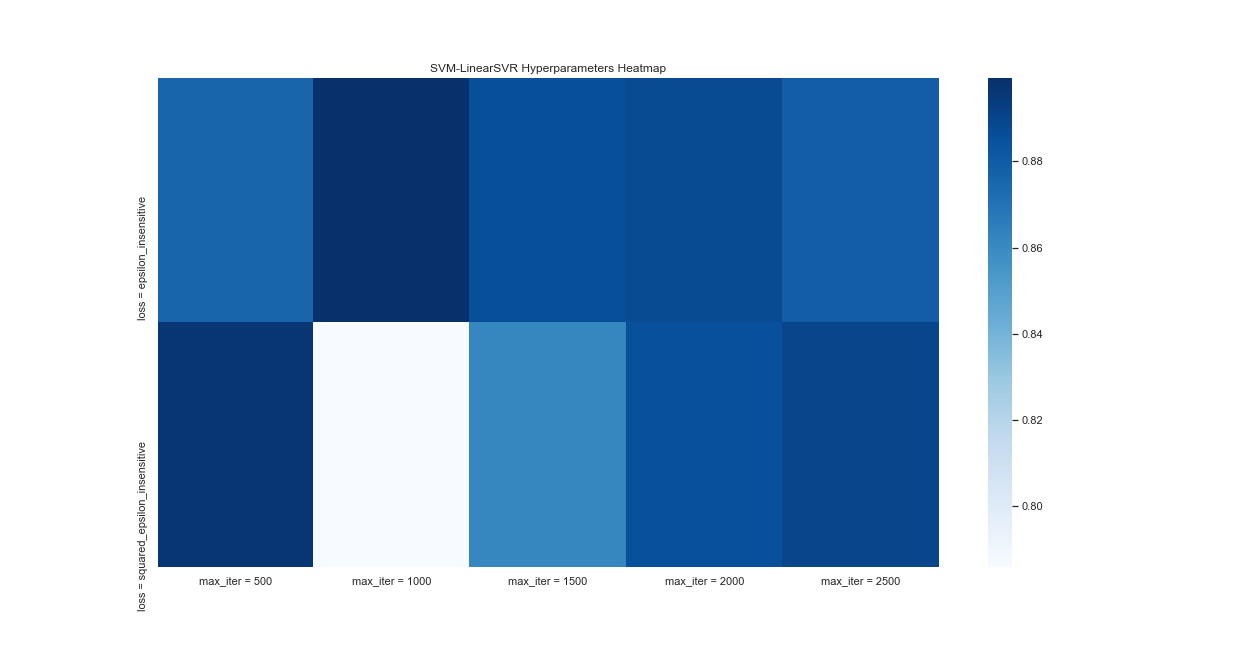 SVM-LinearSVR Hyperparameters Heatmap
loss = epsilon_insensitive
loss = squared_epsilon_insensitive
max_iter = 500
max_iter = 1000
max_iter = 1500
max_iter = 2000
max_iter = 2500
0.88
0.86
0.84
0.82
0.80